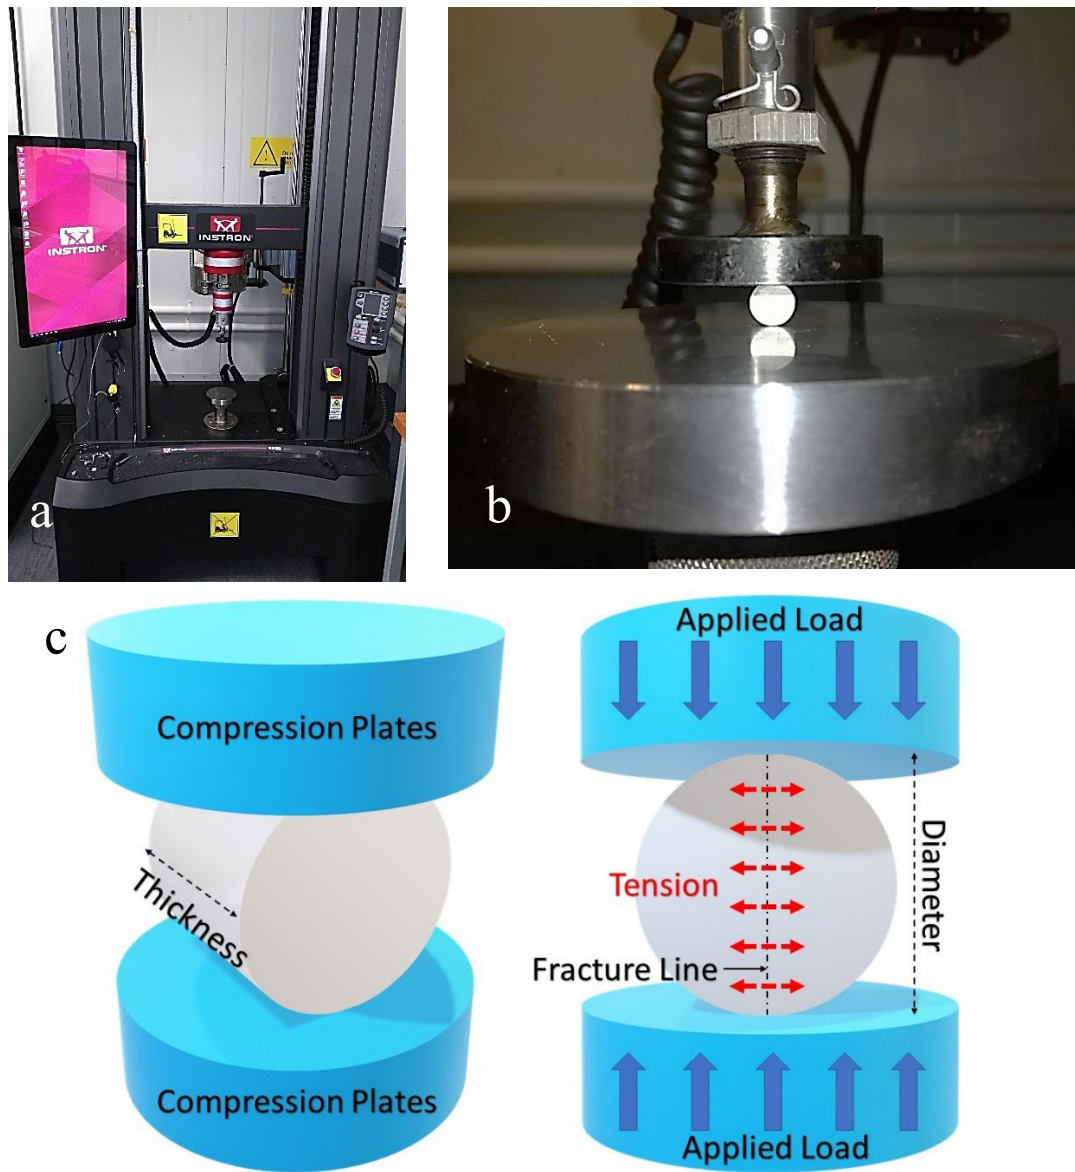 INSTRON
INSTRON
a
b
c
Compression Plates
Thickness
Compression Plates
Applied Load
Tension
Diameter
Fracture Line
Applied Load